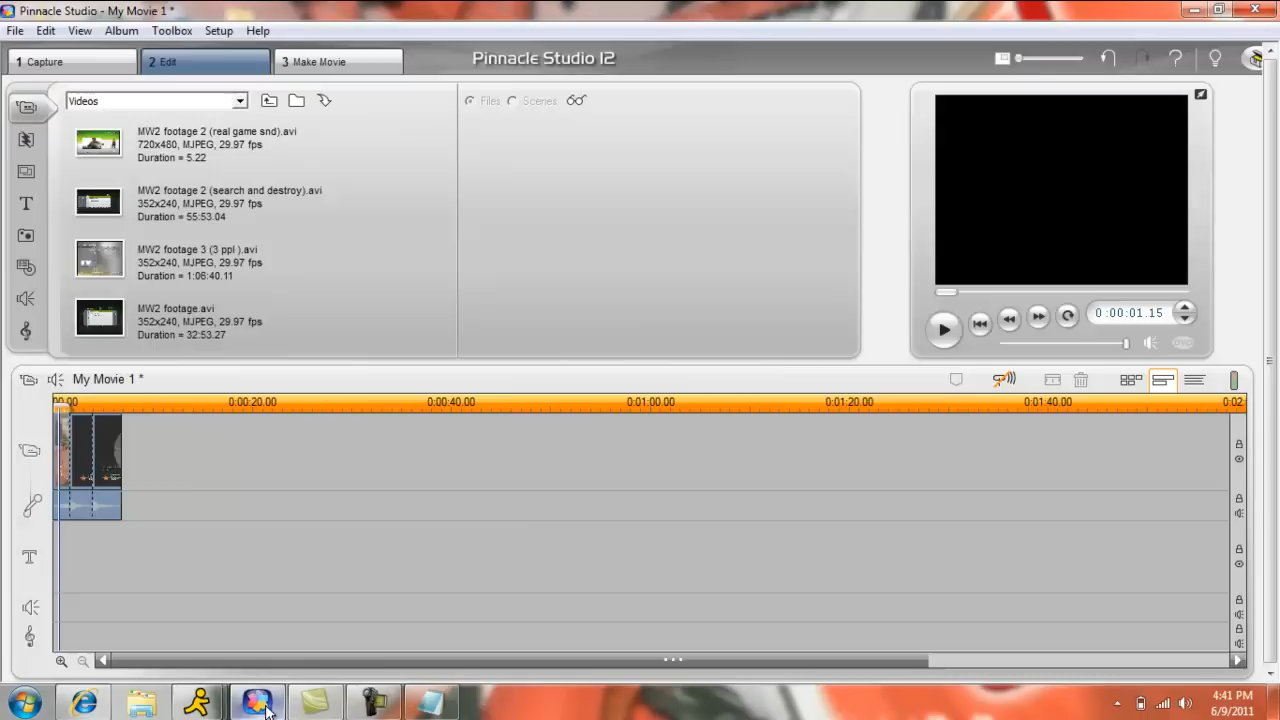 Pinnacle Studio - My Movie 1 *
File Edit View Album Toolbox Setup Help
1 Capture 2 Edit 3 Make Movie Pinnacle Studio 12
Videos Files Scenes
MW2 footage 2 (real game snd).avi
720x480, MJPEG, 29.97 fps
Duration = 5.22
MW2 footage 2 (search and destroy).avi
352x240, MJPEG, 29.97 fps
Duration = 55:53.04
MW2 footage 3 (3 ppl ).avi
352x240, MJPEG, 29.97 fps
Duration = 1:06:40.11
MW2 footage.avi
352x240, MJPEG, 29.97 fps
Duration = 32:53.27
0:00:01.15
My Movie 1 *
00.00 0:00:20.00 0:00:40.00 0:01:00.00 0:01:20.00 0:01:40.00 0:02
4:41 PM
6/9/2011